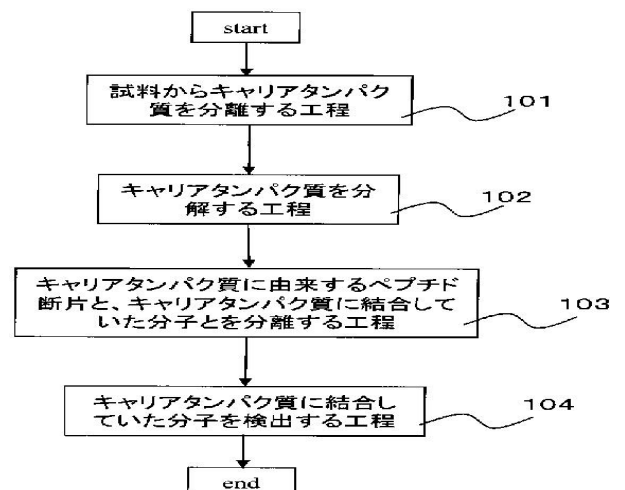 start
試料からキャリアタンパク
質を分離する工程
101
キャリアタンパク質を分
解する工程
102
キャリアタンパク質に由来するペプチド
断片と、キャリアタンパク質に結合して
いた分子とを分離する工程
103
キャリアタンパク質に結合し
ていた分子を検出する工程
104
end